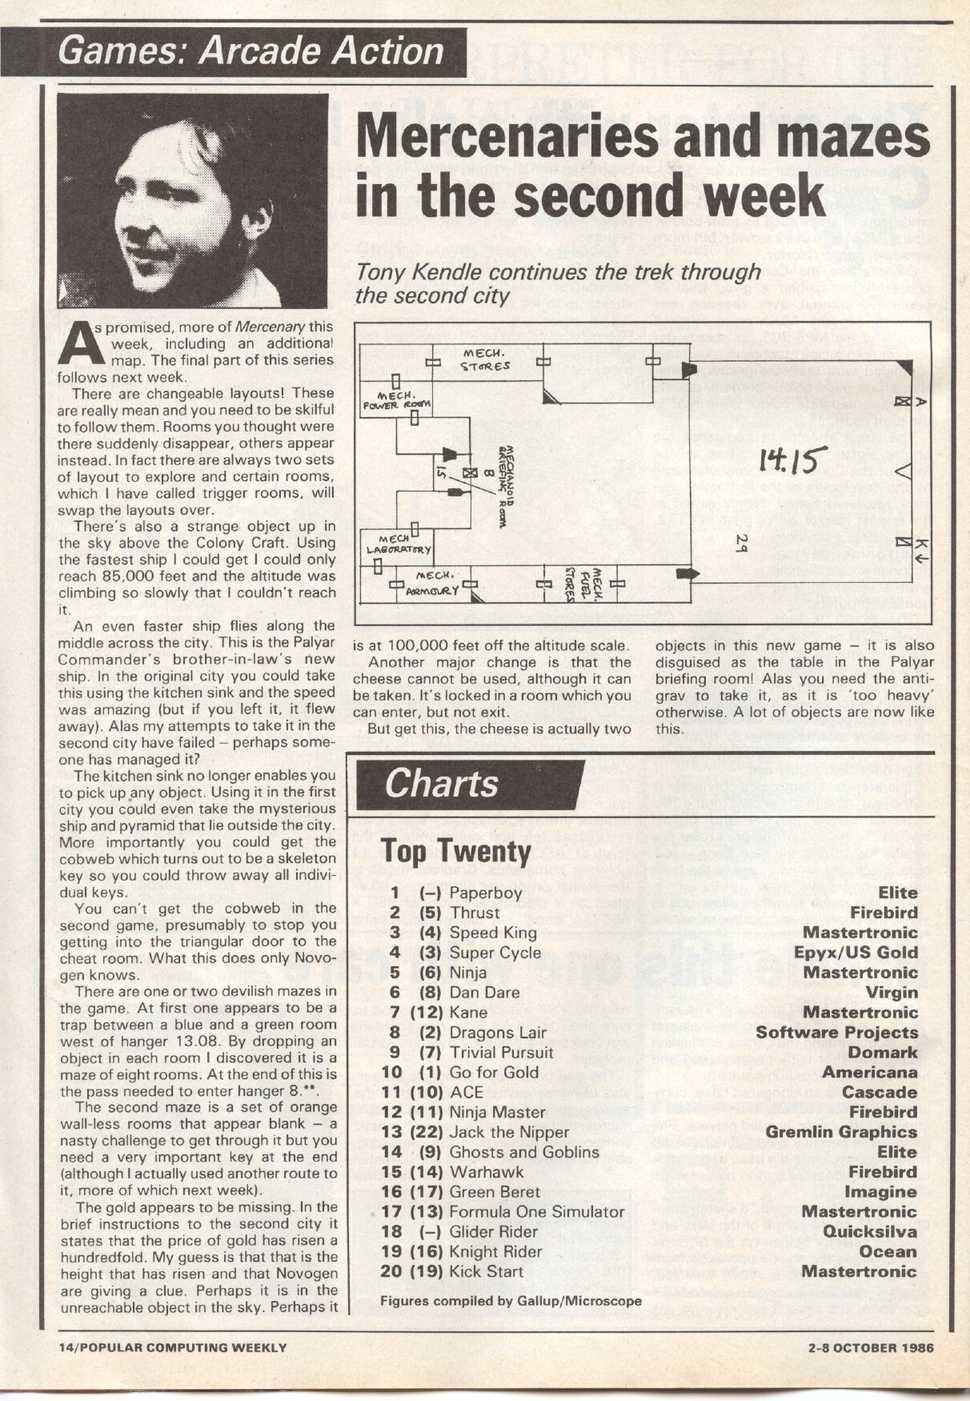 Games: Arcade Action
Mercenaries and mazes
in the second week
Tony Kendle continues the trek through
the second city
As promised, more of Mercenary this
week, including an additional
map. The final part of this series
follows next week.
There are changeable layouts! These
are really mean and you need to be skilful
to follow them. Rooms you thought were
there suddenly disappear, others appear
instead. In fact there are always two sets
of layout to explore and certain rooms,
which I have called trigger rooms, will
swap the layouts over.
There's also a strange object up in
the sky above the Colony Craft. Using
the fastest ship I could get I could only
reach 85,000 feet and the altitude was
climbing so slowly that I couldn't reach
it.
An even faster ship flies along the
middle across the city. This is the Palyar
Commander's brother-in-law's new
ship. In the original city you could take
this using the kitchen sink and the speed
was amazing (but if you left it, it flew
away). Alas my attempts to take it in the
second city have failed – perhaps some-
one has managed it?
The kitchen sink no longer enables you
to pick up any object. Using it in the first
city you could even take the mysterious
ship and pyramid that lie outside the city.
More importantly you could get the
cobweb which turns out to be a skeleton
key so you could throw away all indivi-
dual keys.
You can't get the cobweb in the
second game, presumably to stop you
getting into the triangular door to the
cheat room. What this does only Novo-
gen knows.
There are one or two devilish mazes in
the game. At first one appears to be a
trap between a blue and a green room
west of hanger 13.08. By dropping an
object in each room I discovered it is a
maze of eight rooms. At the end of this is
the pass needed to enter hanger 8.**.
The second maze is a set of orange
wall-less rooms that appear blank – a
nasty challenge to get through it but you
need a very important key at the end
(although I actually used another route to
it, more of which next week).
The gold appears to be missing. In the
brief instructions to the second city it
states that the price of gold has risen a
hundredfold. My guess is that that is the
height that has risen and that Novogen
are giving a clue. Perhaps it is in the
unreachable object in the sky. Perhaps it
MECH.
STORES
MECH.
POWER ROOM
MECHANOID
BRIEFING
ROOM
8
15
MECH
LABORATORY
MECH.
ARMOURY
MECH.
FUEL
STORES
14.15
29
A
K
is at 100,000 feet off the altitude scale.
Another major change is that the
cheese cannot be used, although it can
be taken. It's locked in a room which you
can enter, but not exit.
But get this, the cheese is actually two
objects in this new game – it is also
disguised as the table in the Palyar
briefing room! Alas you need the anti-
grav to take it, as it is 'too heavy'
otherwise. A lot of objects are now like
this.
Charts
Top Twenty
1 (–) Paperboy Elite
2 (5) Thrust Firebird
3 (4) Speed King Mastertronic
4 (3) Super Cycle Epyx/US Gold
5 (6) Ninja Mastertronic
6 (8) Dan Dare Virgin
7 (12) Kane Mastertronic
8 (2) Dragons Lair Software Projects
9 (7) Trivial Pursuit Domark
10 (1) Go for Gold Americana
11 (10) ACE Cascade
12 (11) Ninja Master Firebird
13 (22) Jack the Nipper Gremlin Graphics
14 (9) Ghosts and Goblins Elite
15 (14) Warhawk Firebird
16 (17) Green Beret Imagine
17 (13) Formula One Simulator Mastertronic
18 (–) Glider Rider Quicksilva
19 (16) Knight Rider Ocean
20 (19) Kick Start Mastertronic
Figures compiled by Gallup/Microscope
14/POPULAR COMPUTING WEEKLY
2-8 OCTOBER 1986